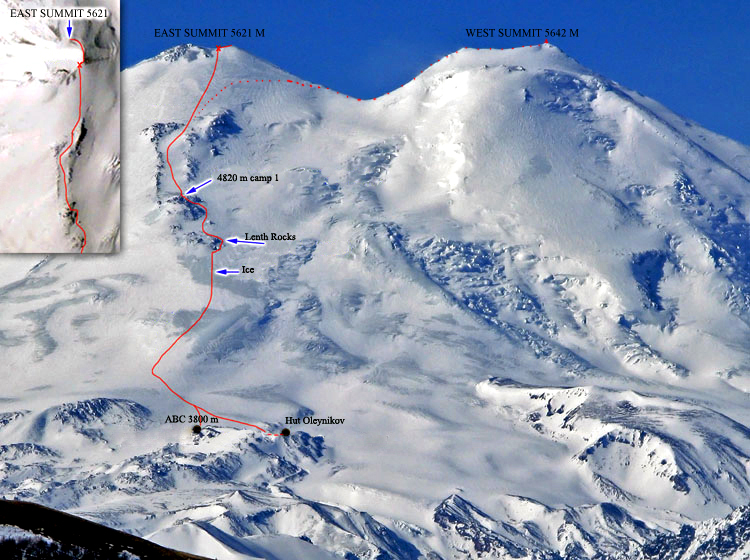 EAST SUMMIT 5621
EAST SUMMIT 5621 M
WEST SUMMIT 5642 M
4820 m camp 1
Lenth Rocks
Ice
ABC 3800 m
Hut Oleynikov